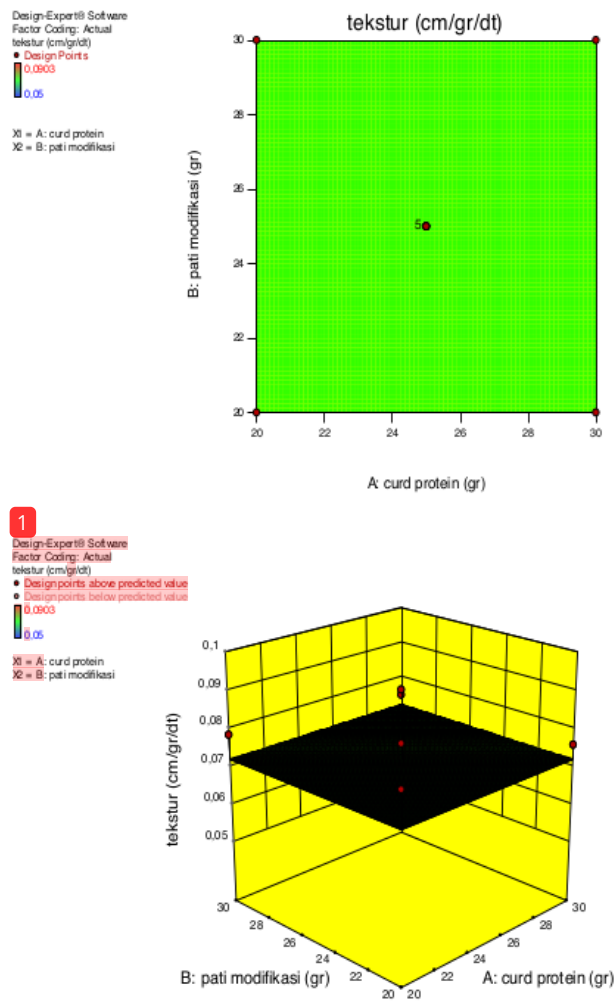 Design-Expert® Software
Factor Coding: Actual
tekstur (cm/gr/dt)
Design Points
0,0903
0,05
X1 = A: curd protein
X2 = B: pati modifikasi
tekstur (cm/gr/dt)
30
28
26
24
22
20
B: pati modifikasi (gr)
5
20 22 24 26 28 30
A: curd protein (gr)
1
Design-Expert® Software
Factor Coding: Actual
tekstur (cm/gr/dt)
Design points above predicted value
Design points below predicted value
0,0903
0,05
X1 = A: curd protein
X2 = B: pati modifikasi
0,1
0,09
0,08
0,07
0,06
0,05
tekstur (cm/gr/dt)
30 28 26 24 22 20
20 22 24 26 28 30
B: pati modifikasi (gr)
A: curd protein (gr)